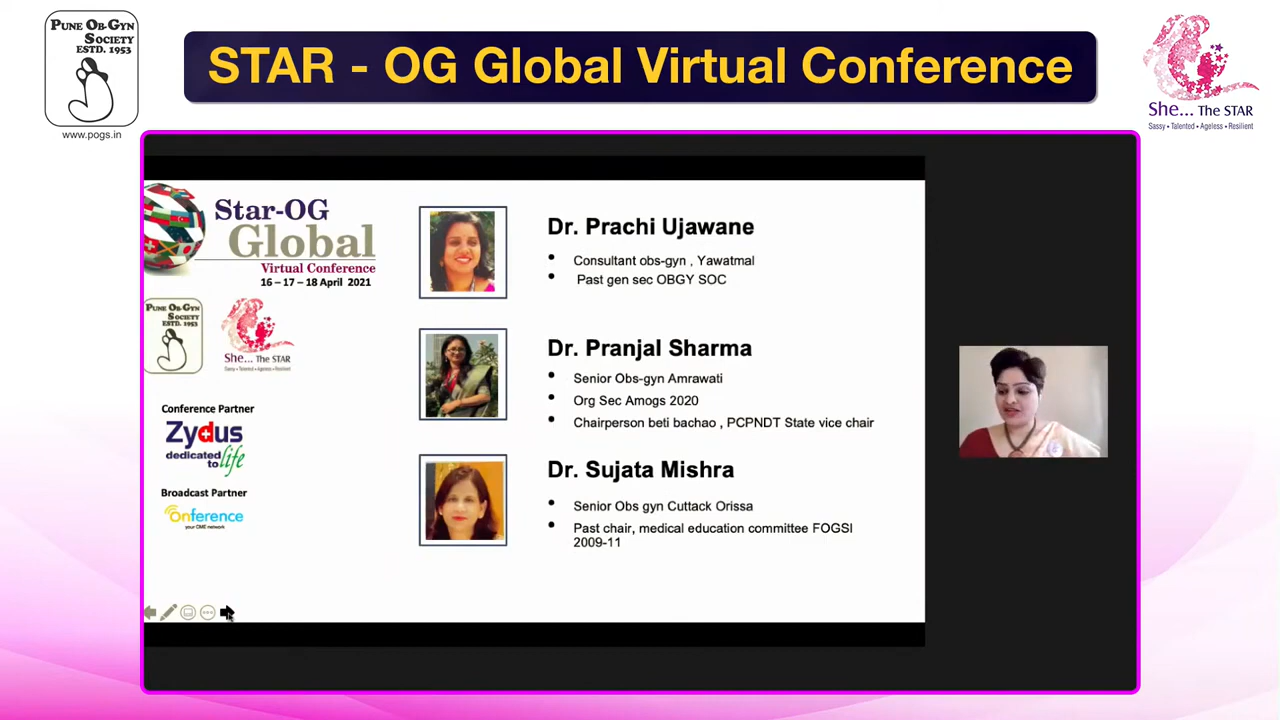 PUNE OB-GYN
SOCIETY
ESTD. 1953
www.pogs.in
STAR - OG Global Virtual Conference
She... The STAR
Sassy • Talented • Ageless • Resilient
Star-OG
Global
Virtual Conference
16 – 17 – 18 April 2021
PUNE OB-GYN
SOCIETY
ESTD. 1953
She... The STAR
Sassy • Talented • Ageless • Resilient
Conference Partner
Zydus
dedicated
to life
Broadcast Partner
Onference
your CME network
Dr. Prachi Ujawane
• Consultant obs-gyn , Yawatmal
• Past gen sec OBGY SOC
Dr. Pranjal Sharma
• Senior Obs-gyn Amrawati
• Org Sec Amogs 2020
• Chairperson beti bachao , PCPNDT State vice chair
Dr. Sujata Mishra
• Senior Obs gyn Cuttack Orissa
• Past chair, medical education committee FOGSI
2009-11